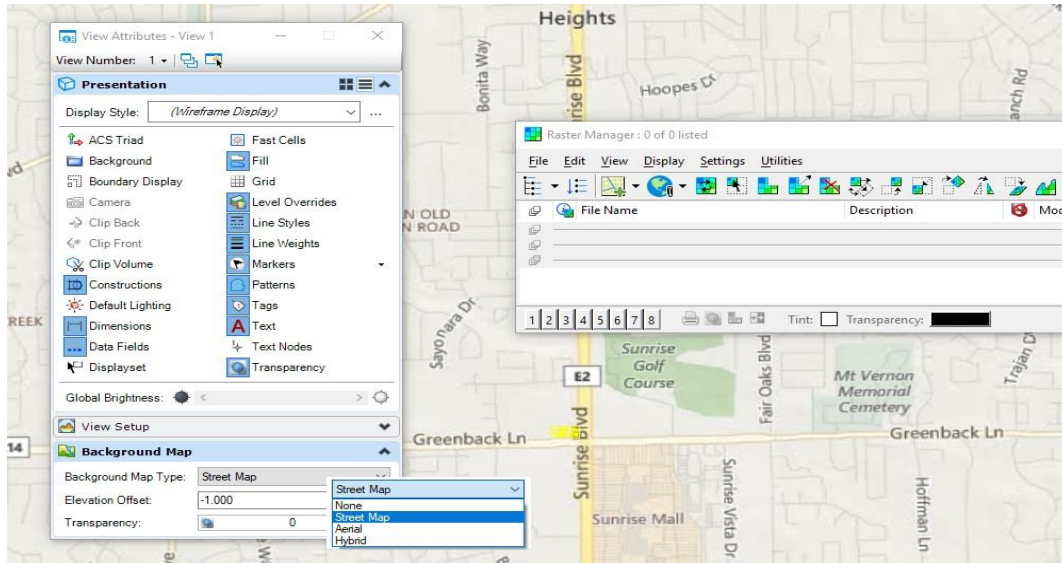 Heights
View Attributes - View 1
View Number: 1
Presentation
Display Style: (Wireframe Display) ...
ACS Triad
Fast Cells
Background
Fill
Boundary Display
Grid
Camera
Level Overrides
Clip Back
Line Styles
Clip Front
Line Weights
Clip Volume
Markers
Constructions
Patterns
Default Lighting
Tags
Dimensions
Text
Data Fields
Text Nodes
Displayset
Transparency
Global Brightness:
View Setup
Background Map
Background Map Type: Street Map
Elevation Offset: -1.000
Transparency: 0
Street Map
None
Street Map
Aerial
Hybrid
Raster Manager : 0 of 0 listed
File Edit View Display Settings Utilities
File Name Description Mod
1 2 3 4 5 6 7 8 Tint: Transparency:
Bonita Way
rise Blvd
Hoopes Dr
anch Rd
N OLD
N ROAD
REEK
Sayonara Dr
Sunrise
Golf
Course
E2
Fair Oaks Blvd
Mt Vernon
Memorial
Cemetery
Trajan D
14
Greenback Ln
Greenback Ln
Sunrise Blvd
Sunrise Mall
Sunrise Vista Dr
Hoffman Ln